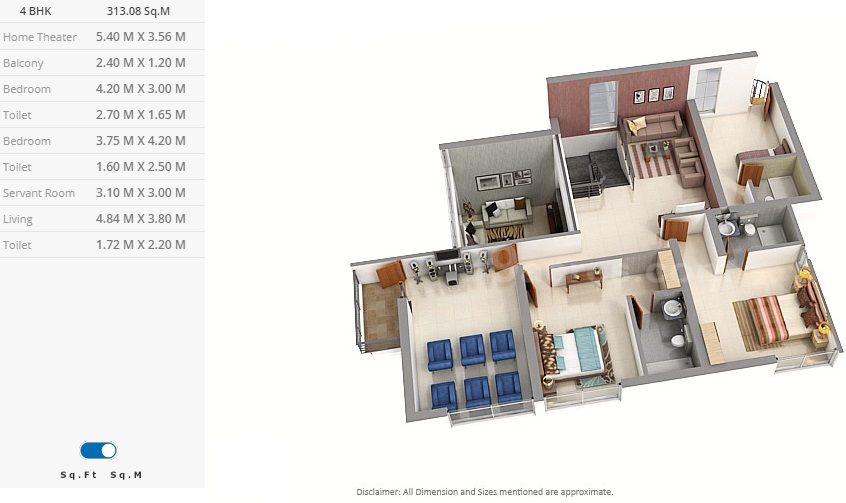 4 BHK 313.08 Sq.M
Home Theater 5.40 M X 3.56 M
Balcony 2.40 M X 1.20 M
Bedroom 4.20 M X 3.00 M
Toilet 2.70 M X 1.65 M
Bedroom 3.75 M X 4.20 M
Toilet 1.60 M X 2.50 M
Servant Room 3.10 M X 3.00 M
Living 4.84 M X 3.80 M
Toilet 1.72 M X 2.20 M
Sq.Ft Sq.M
Disclaimer: All Dimension and Sizes mentioned are approximate.